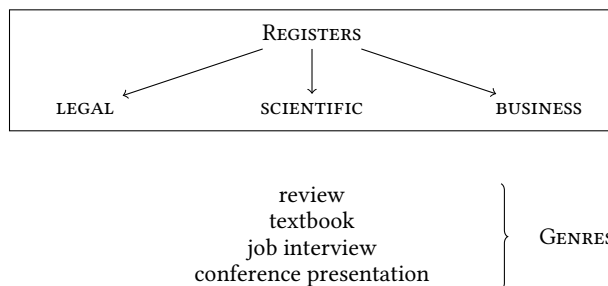 REGISTERS
LEGAL SCIENTIFIC BUSINESS
review
textbook
job interview
conference presentation
GENRES